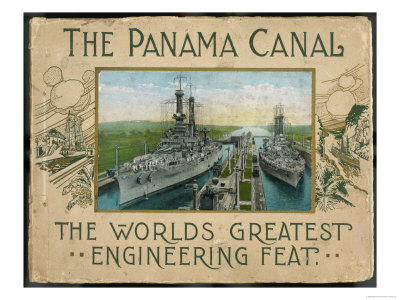 THE PANAMA CANAL
THE WORLDS GREATEST
ENGINEERING FEAT.